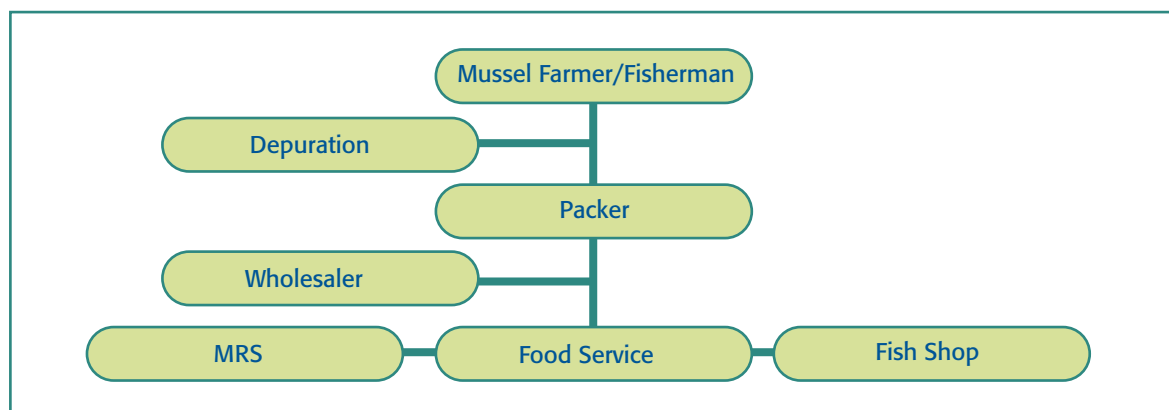 Mussel Farmer/Fisherman
Depuration
Packer
Wholesaler
MRS
Food Service
Fish Shop